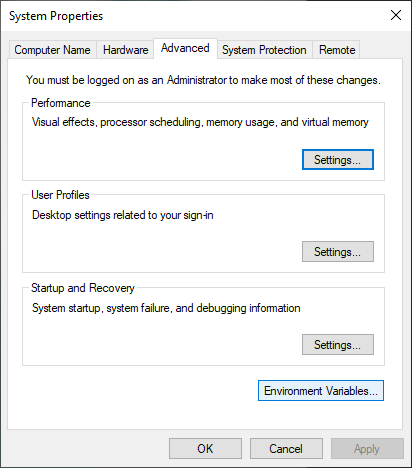 System Properties
Computer Name Hardware Advanced System Protection Remote
You must be logged on as an Administrator to make most of these changes.
Performance
Visual effects, processor scheduling, memory usage, and virtual memory
Settings...
User Profiles
Desktop settings related to your sign-in
Settings...
Startup and Recovery
System startup, system failure, and debugging information
Settings...
Environment Variables...
OK Cancel Apply